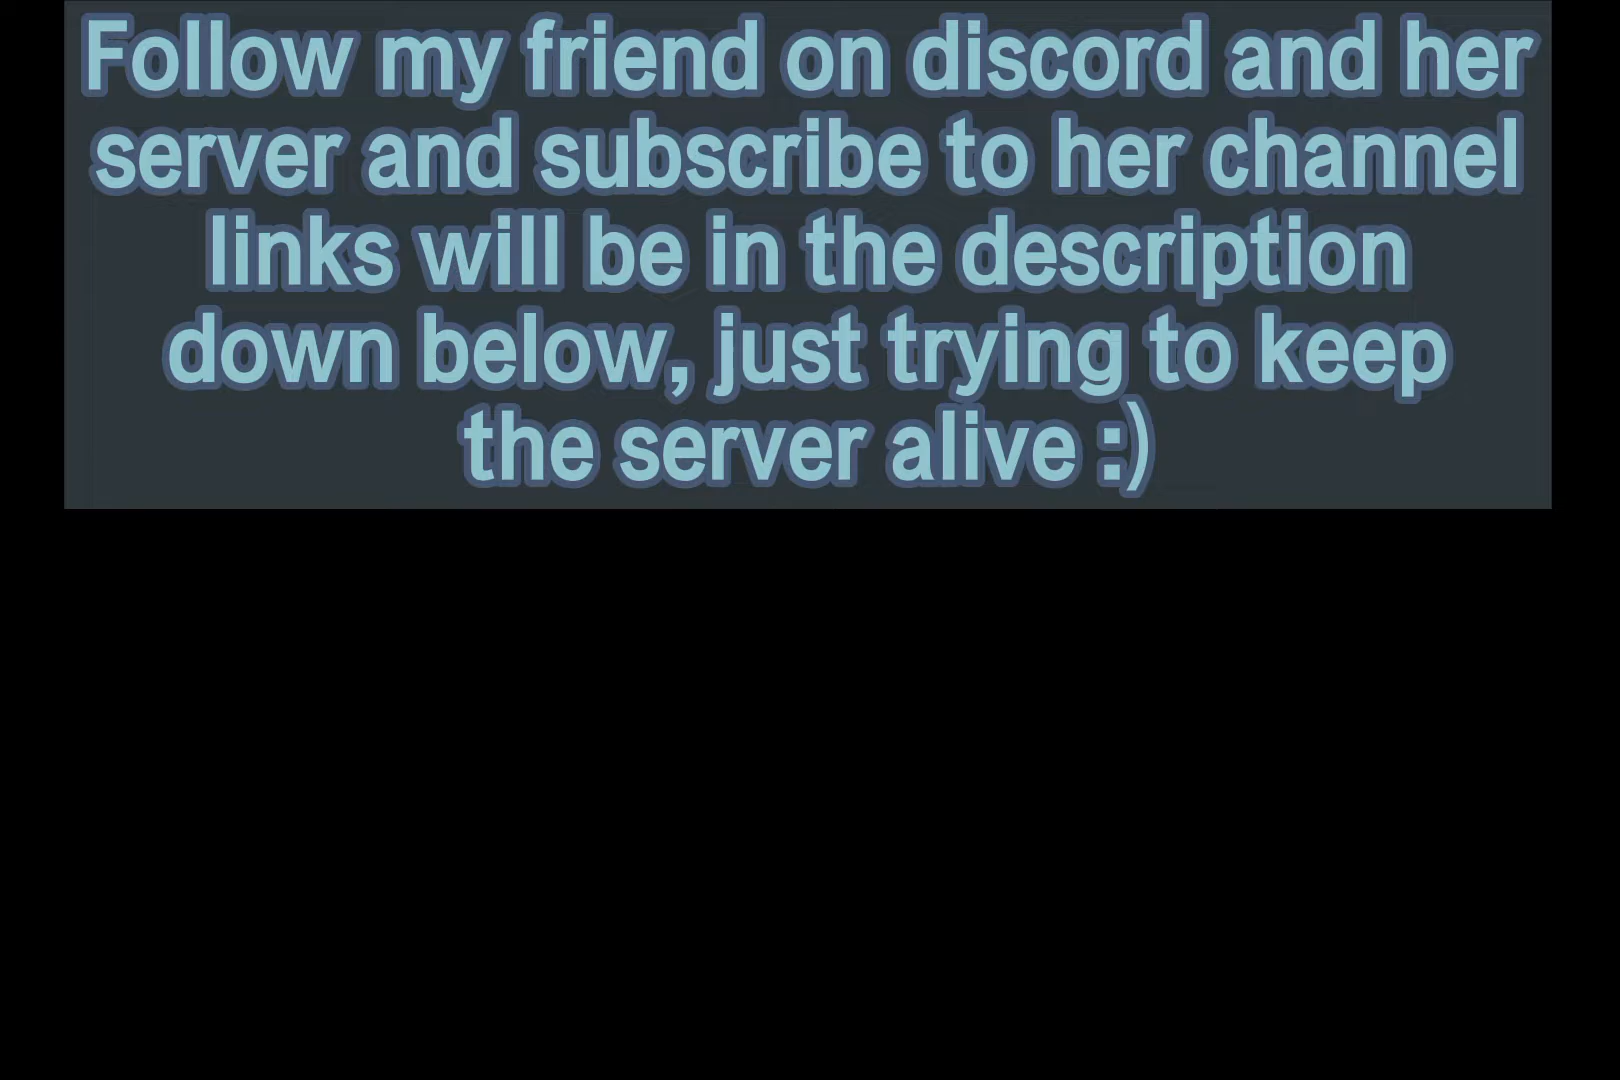 Follow my friend on discord and her
server and subscribe to her channel
links will be in the description
down below, just trying to keep
the server alive :)